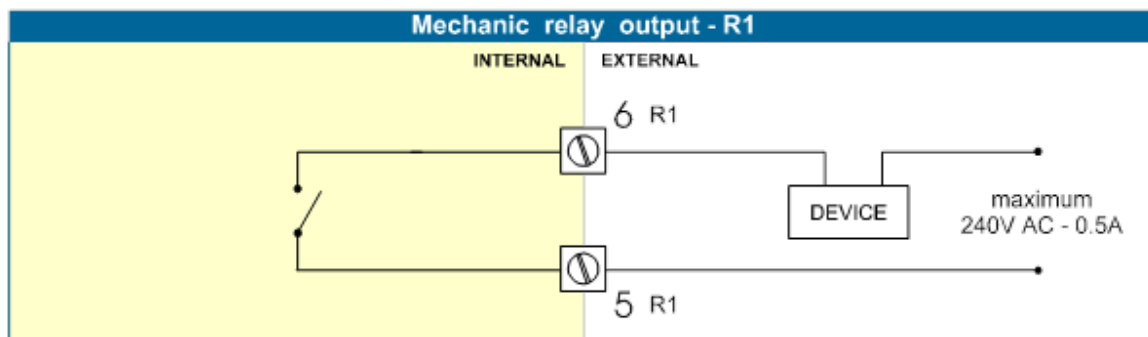 Mechanic relay output - R1
INTERNAL EXTERNAL
6 R1
DEVICE
maximum
240V AC - 0.5A
5 R1